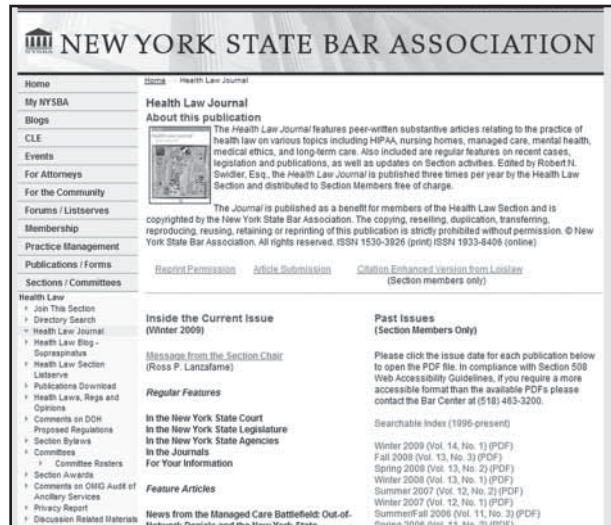 NEW YORK STATE BAR ASSOCIATION
Home
My NYSBA
Blogs
CLE
Events
For Attorneys
For the Community
Forums / Listserves
Membership
Practice Management
Publications / Forms
Sections / Committees
Health Law
Join This Section
Directory Search
Health Law Journal
Health Law Blog -
Supraspinatus
Health Law Section
Listserve
Publications Download
Health Laws, Regs and
Opinions
Comments on DOH
Proposed Regulations
Section Bylaws
Committees
Committee Rosters
Section Awards
Comments on OMIG Audit of
Ancillary Services
Privacy Report
Discussion Related Materials
Home Health Law Journal
Health Law Journal
About this publication
The Health Law Journal features peer-written substantive articles relating to the practice of
health law on various topics including HIPAA, nursing homes, managed care, mental health,
medical ethics, and long-term care. Also included are regular features on recent cases,
legislation and publications, as well as updates on Section activities. Edited by Robert N.
Swidler, Esq., the Health Law Journal is published three times per year by the Health Law
Section and distributed to Section Members free of charge.
The Journal is published as a benefit for members of the Health Law Section and is
copyrighted by the New York State Bar Association. The copying, reselling, duplication, transferring,
reproducing, reusing, retaining or reprinting of this publication is strictly prohibited without permission. © New
York State Bar Association. All rights reserved. ISSN 1530-3926 (print) ISSN 1933-8406 (online)
Reprint Permission Article Submission Citation Enhanced Version from Loislaw
(Section members only)
Inside the Current Issue
(Winter 2009)
Message from the Section Chair
(Ross P. Lanzafame)
Regular Features
In the New York State Court
In the New York State Legislature
In the New York State Agencies
In the Journals
For Your Information
Feature Articles
News from the Managed Care Battlefield: Out-of-
Network Denials and the New York State
Past Issues
(Section Members Only)
Please click the issue date for each publication below
to open the PDF file. In compliance with Section 508
Web Accessibility Guidelines, if you require a more
accessible format than the available PDFs please
contact the Bar Center at (518) 463-3200.
Searchable Index (1996-present)
Winter 2009 (Vol. 14, No. 1) (PDF)
Fall 2008 (Vol. 13, No. 3) (PDF)
Spring 2008 (Vol. 13, No. 2) (PDF)
Winter 2008 (Vol. 13, No. 1) (PDF)
Summer 2007 (Vol. 12, No. 2) (PDF)
Winter 2007 (Vol. 12, No. 1) (PDF)
Summer/Fall 2006 (Vol. 11, No. 3) (PDF)
Spring 2006 (Vol. 11, No. 2) (PDF)